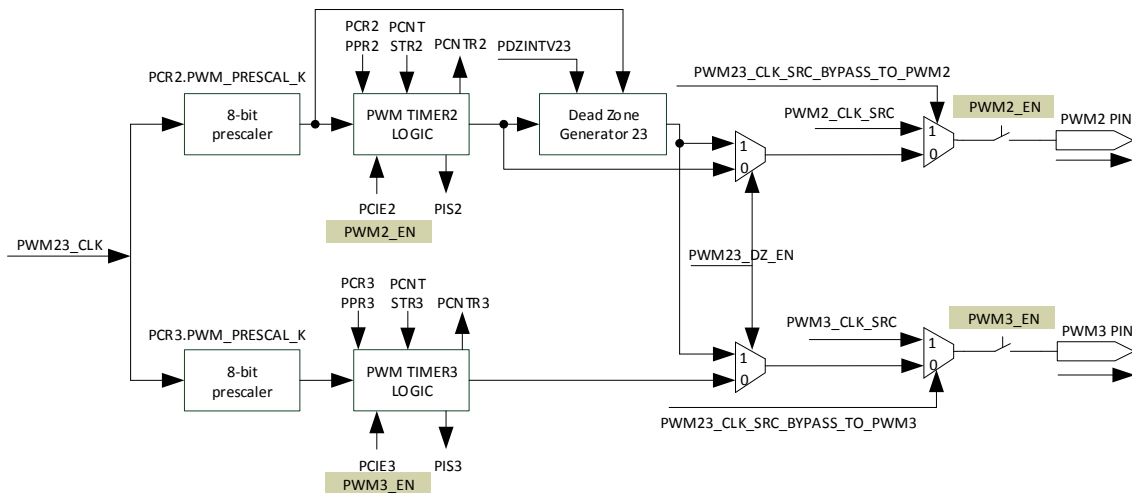 PCR2
PPR2
PCNT
STR2
PCNTR2
PDZINTV23
PCR2.PWM_PRESCAL_K
PWM23_CLK_SRC_BYPASS_TO_PWM2
8-bit
prescaler
PWM TIMER2
LOGIC
Dead Zone
Generator 23
PWM2_CLK_SRC
PWM2_EN
PWM2 PIN
1
0
1
0
PCIE2
PIS2
PWM2_EN
PWM23_CLK
PWM23_DZ_EN
PCR3
PPR3
PCNT
STR3
PCNTR3
PCR3.PWM_PRESCAL_K
PWM3_CLK_SRC
PWM3_EN
PWM3 PIN
8-bit
prescaler
PWM TIMER3
LOGIC
1
0
1
0
PWM23_CLK_SRC_BYPASS_TO_PWM3
PCIE3
PIS3
PWM3_EN